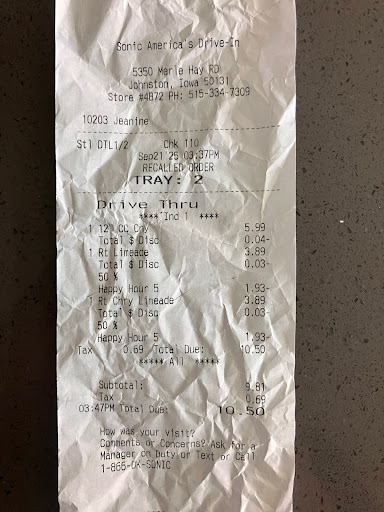 Sonic America's Drive-In
5350 Merle Hay RD
Johnston, Iowa 50131
Store #4872 PH: 515-334-7309
10203 Jeanine
Stl DTL1/2 Chk 110
Sep21'25 03:37PM
RECALLED ORDER
TRAY: 2
Drive Thru
**** Ind 1 ****
1 12" CC Cny 5.99
Total $ Disc 0.04-
1 Rt Limeade 3.89
Total $ Disc 0.03-
50 %
Happy Hour 5 1.93-
1 Rt Chry Limeade 3.89
Total $ Disc 0.03-
50 %
Happy Hour 5 1.93-
Tax 0.69 Total Due: 10.50
***** All *****
Subtotal: 9.81
Tax 0.69
03:47PM Total Due: 10.50
How was your visit?
Comments or Concerns? Ask for a
Manager on Duty or Text or Call
1-866-OK-SONIC